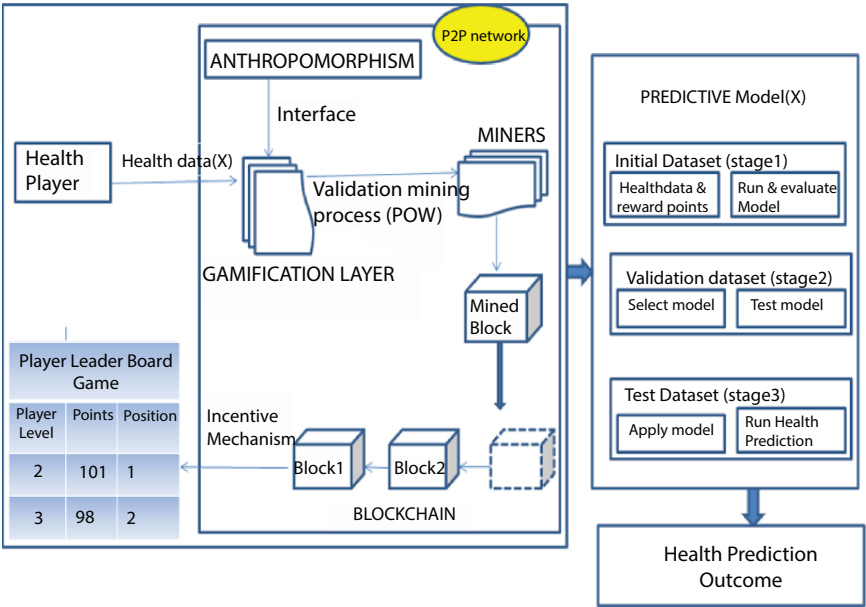 P2P network
ANTHROPOMORPHISM
Interface
Health
Player
Health data(X)
MINERS
Validation mining
process (POW)
GAMIFICATION LAYER
Mined
Block
Player Leader Board
Game
Player
Level
Points
Position
2
101
1
3
98
2
Incentive
Mechanism
Block1
Block2
BLOCKCHAIN
PREDICTIVE Model(X)
Initial Dataset (stage1)
Healthdata &
reward points
Run & evaluate
Model
Validation dataset (stage2)
Select model
Test model
Test Dataset (stage3)
Apply model
Run Health
Prediction
Health Prediction
Outcome